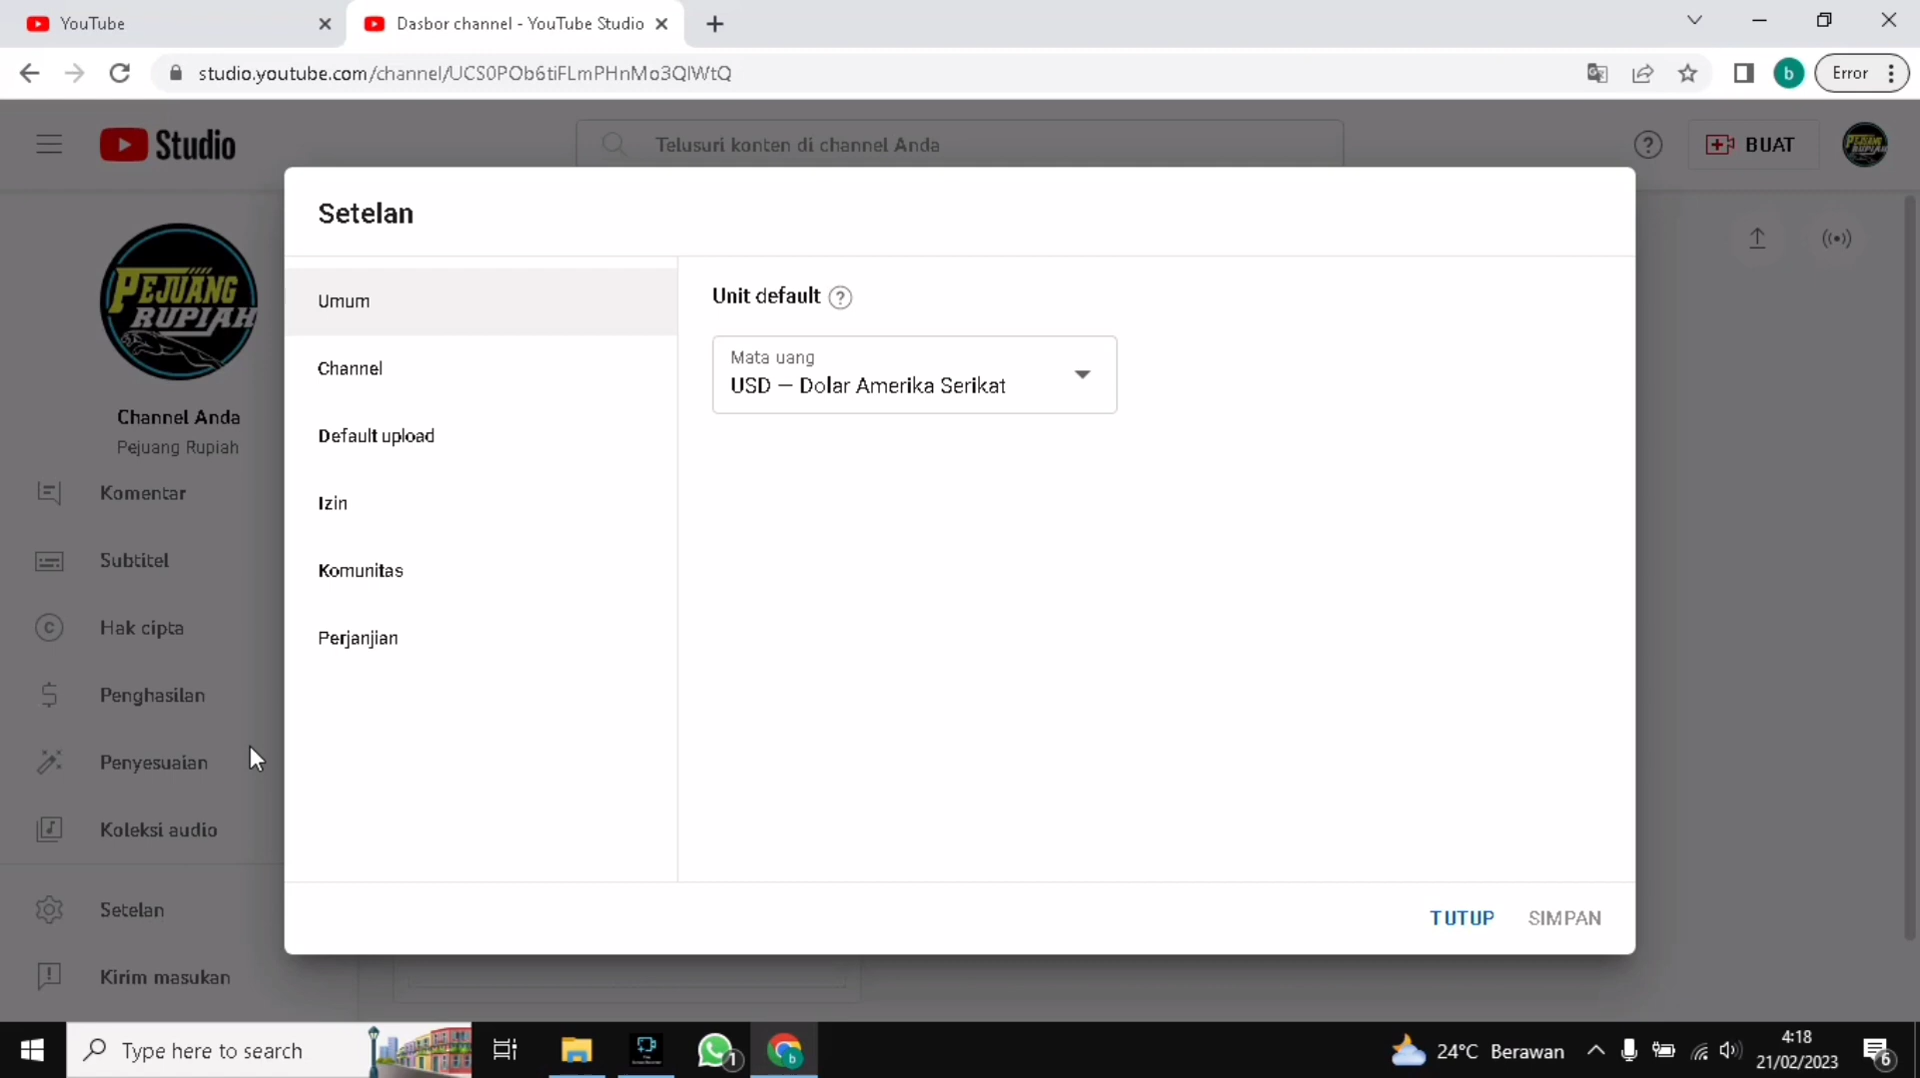 YouTube
Dasbor channel - YouTube Studio
studio.youtube.com/channel/UCS0POb6tiFLmPHnMo3QlWtQ
b
Error
Studio
Telusuri konten di channel Anda
?
BUAT
PEJUANG
RUPIAH
Channel Anda
Pejuang Rupiah
Komentar
Subtitel
Hak cipta
Penghasilan
Penyesuaian
Koleksi audio
Setelan
Kirim masukan
Setelan
Umum
Channel
Default upload
Izin
Komunitas
Perjanjian
Unit default ?
Mata uang
USD — Dolar Amerika Serikat
TUTUP
SIMPAN
Type here to search
1
b
24°C Berawan
4:18
21/02/2023
6